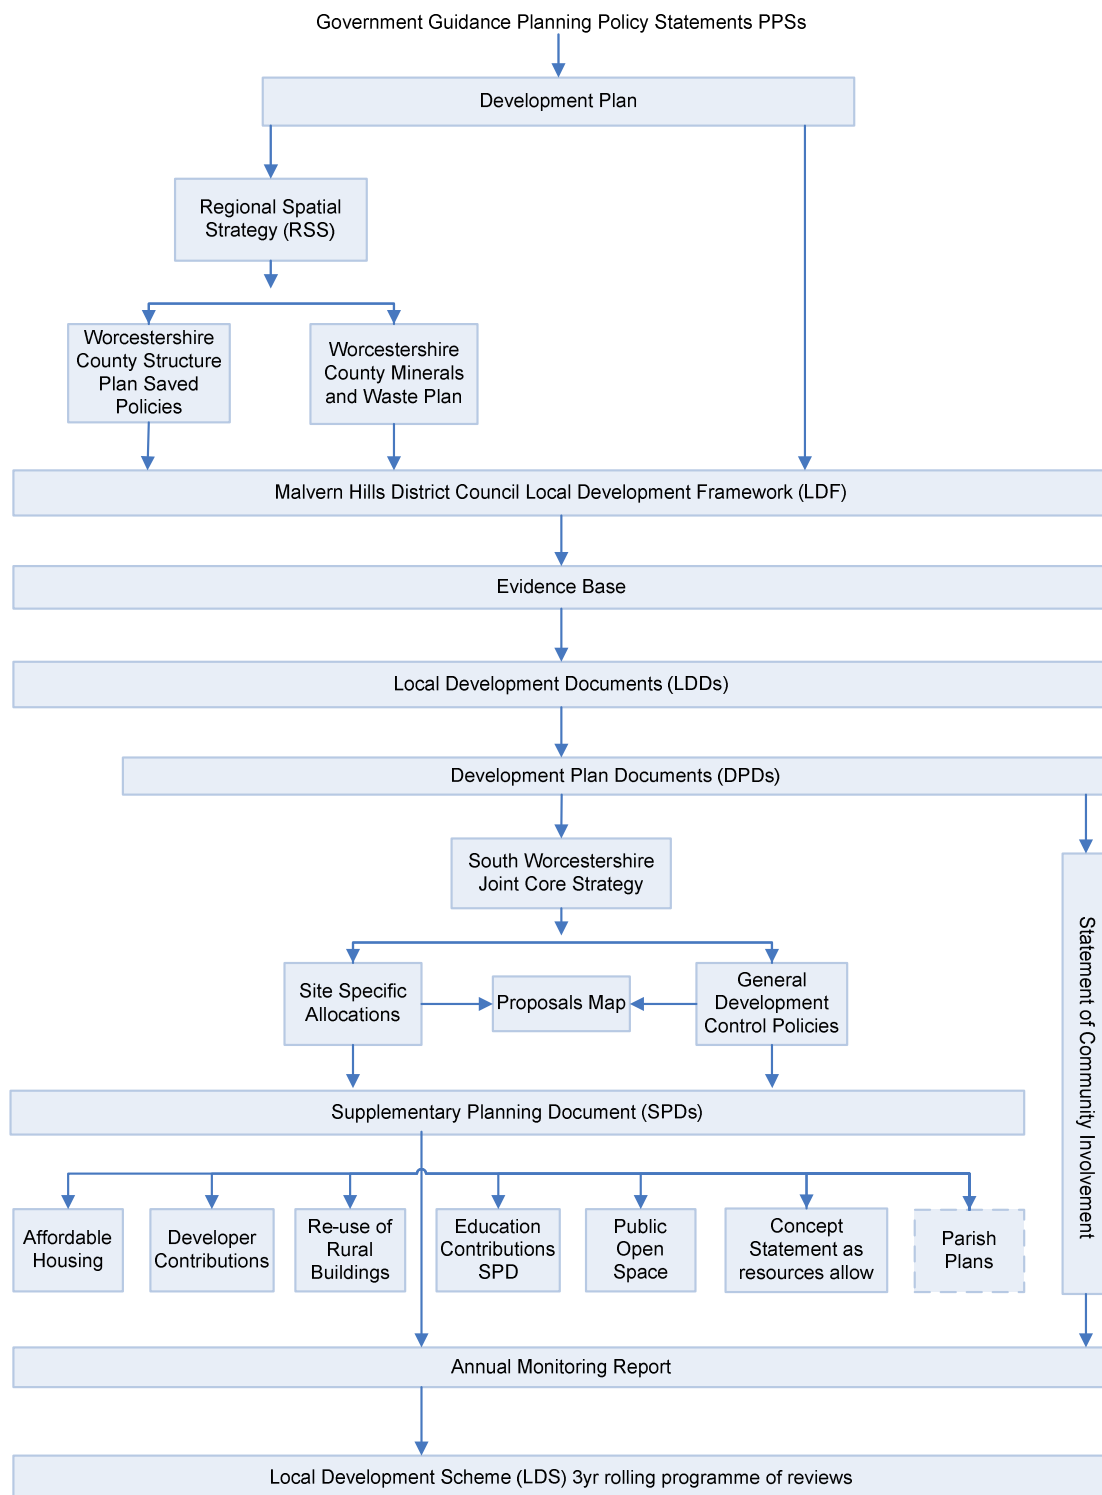 Government Guidance Planning Policy Statements PPSs
Development Plan
Regional Spatial
Strategy (RSS)
Worcestershire
County Structure
Plan Saved
Policies
Worcestershire
County Minerals
and Waste Plan
Malvern Hills District Council Local Development Framework (LDF)
Evidence Base
Local Development Documents (LDDs)
Development Plan Documents (DPDs)
South Worcestershire
Joint Core Strategy
Site Specific
Allocations
Proposals Map
General
Development
Control Policies
Statement of Community Involvement
Supplementary Planning Document (SPDs)
Affordable
Housing
Developer
Contributions
Re-use of
Rural
Buildings
Education
Contributions
SPD
Public
Open
Space
Concept
Statement as
resources allow
Parish
Plans
Annual Monitoring Report
Local Development Scheme (LDS) 3yr rolling programme of reviews